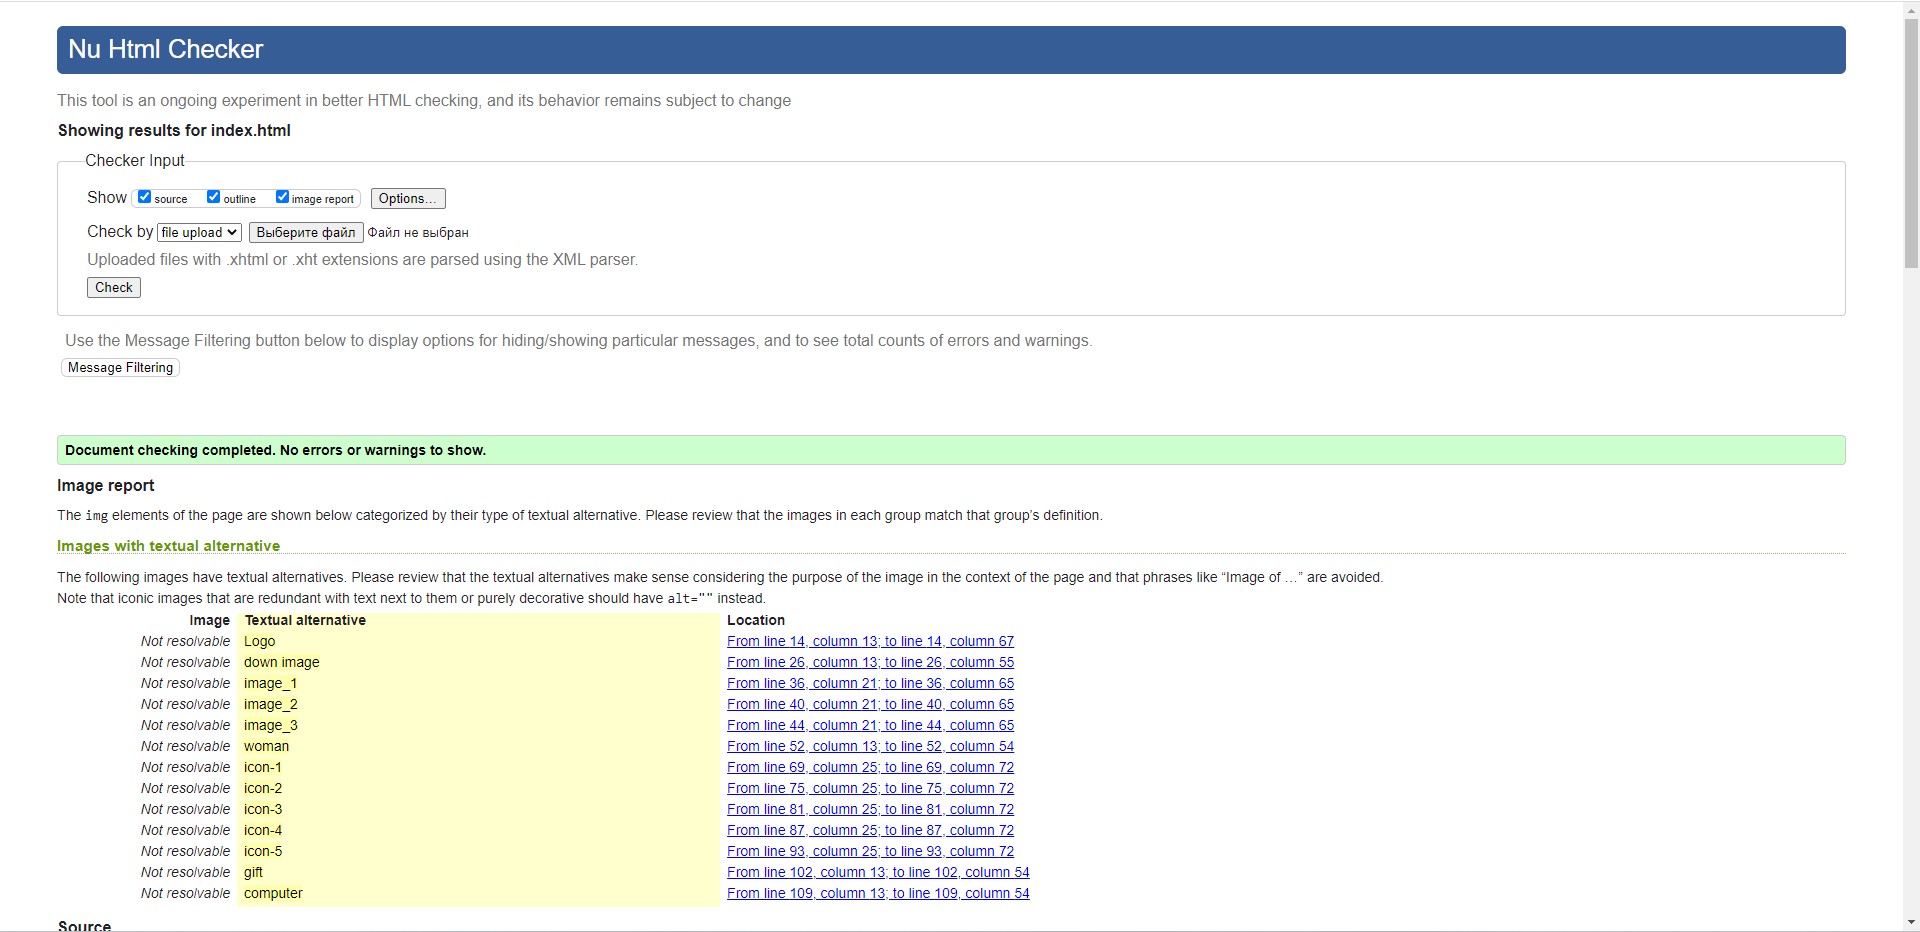 Nu Html Checker
This tool is an ongoing experiment in better HTML checking, and its behavior remains subject to change
Showing results for index.html
Checker Input
Show source outline image report Options...
Check by file upload Выберите файл Файл не выбран
Uploaded files with .xhtml or .xht extensions are parsed using the XML parser.
Check
Use the Message Filtering button below to display options for hiding/showing particular messages, and to see total counts of errors and warnings.
Message Filtering
Document checking completed. No errors or warnings to show.
Image report
The img elements of the page are shown below categorized by their type of textual alternative. Please review that the images in each group match that group’s definition.
Images with textual alternative
The following images have textual alternatives. Please review that the textual alternatives make sense considering the purpose of the image in the context of the page and that phrases like “Image of …” are avoided.
Note that iconic images that are redundant with text next to them or purely decorative should have alt="" instead.
Image Textual alternative Location
Not resolvable Logo From line 14, column 13; to line 14, column 67
Not resolvable down image From line 26, column 13; to line 26, column 55
Not resolvable image_1 From line 36, column 21; to line 36, column 65
Not resolvable image_2 From line 40, column 21; to line 40, column 65
Not resolvable image_3 From line 44, column 21; to line 44, column 65
Not resolvable woman From line 52, column 13; to line 52, column 54
Not resolvable icon-1 From line 69, column 25; to line 69, column 72
Not resolvable icon-2 From line 75, column 25; to line 75, column 72
Not resolvable icon-3 From line 81, column 25; to line 81, column 72
Not resolvable icon-4 From line 87, column 25; to line 87, column 72
Not resolvable icon-5 From line 93, column 25; to line 93, column 72
Not resolvable gift From line 102, column 13; to line 102, column 54
Not resolvable computer From line 109, column 13; to line 109, column 54
Source